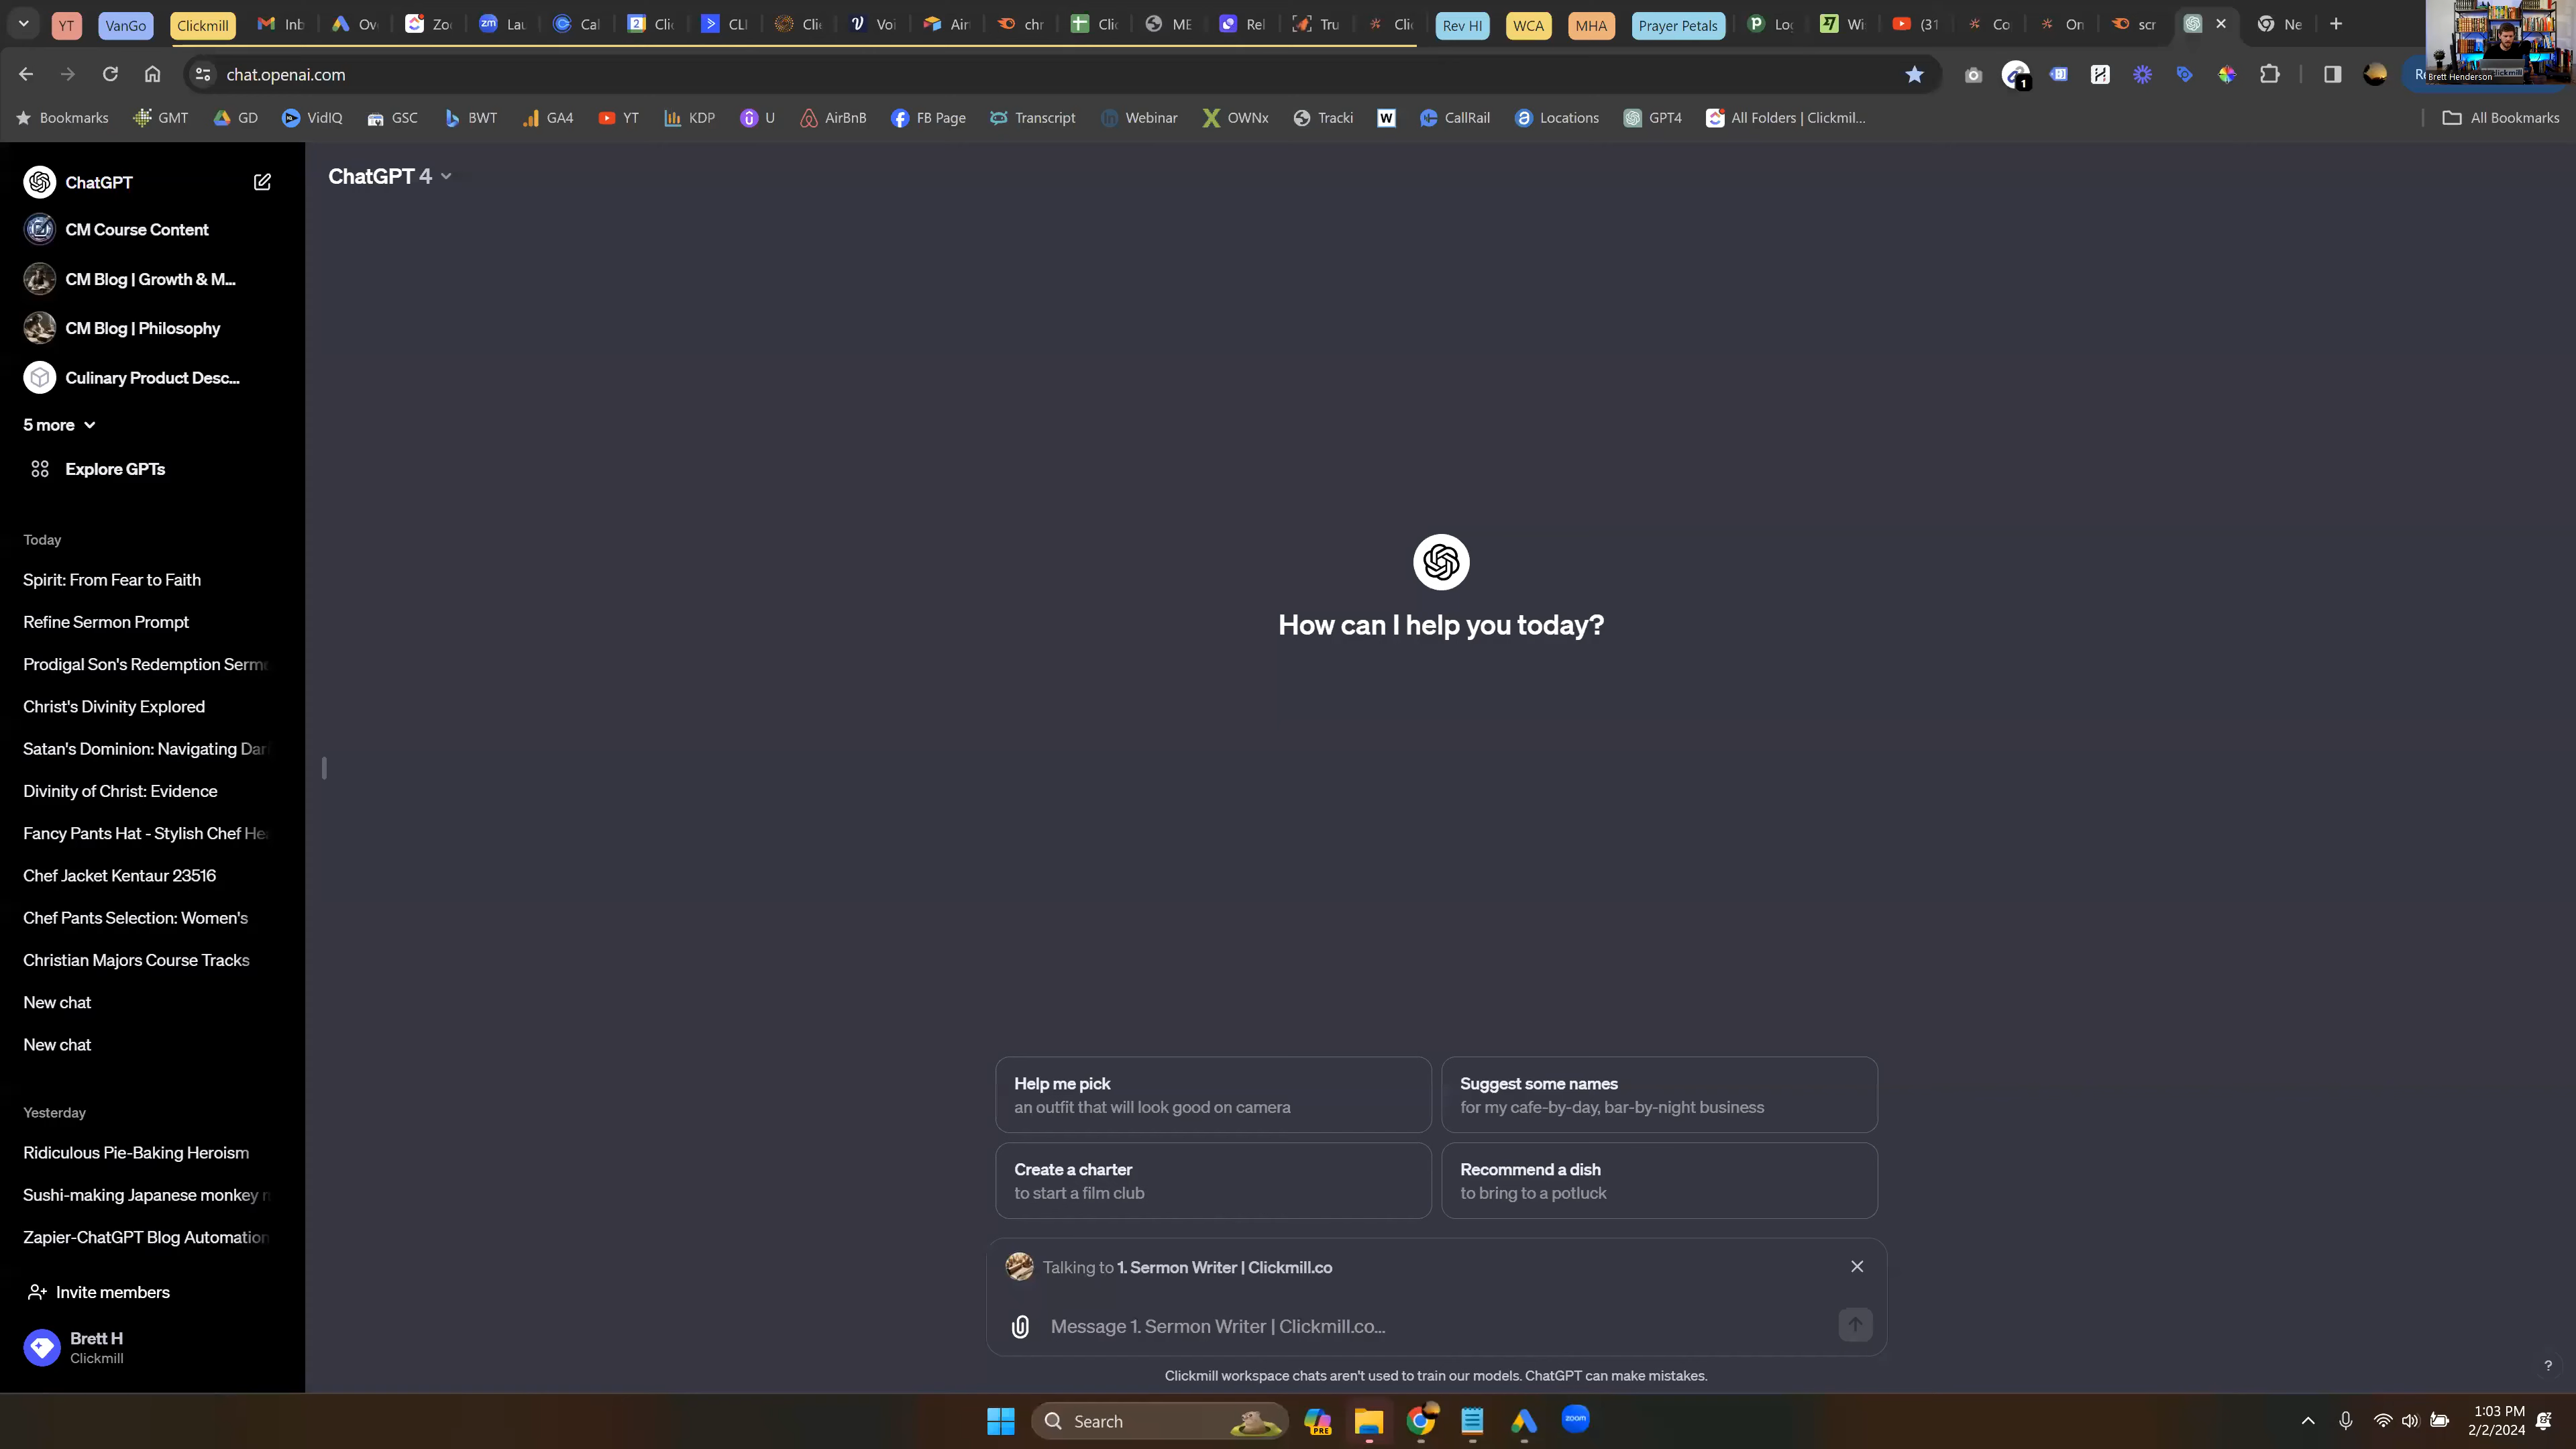 YT
VanGo
Clickmill
Inb
Ov
Zoo
Lau
Cal
Clic
CLI
Clie
Voi
Air
chr
Clic
ME
Rel
Tru
Clic
Rev HI
WCA
MHA
Prayer Petals
Log
Wi
(31
Co
On
scr
Ne
chat.openai.com
1
Brett Henderson
Bookmarks
GMT
GD
VidIQ
GSC
BWT
GA4
YT
KDP
U
AirBnB
FB Page
Transcript
Webinar
OWNx
Tracki
W
CallRail
Locations
GPT4
All Folders | Clickmil...
All Bookmarks
ChatGPT
CM Course Content
CM Blog | Growth & M...
CM Blog | Philosophy
Culinary Product Desc...
5 more
Explore GPTs
Today
Spirit: From Fear to Faith
Refine Sermon Prompt
Prodigal Son's Redemption Sermo
Christ's Divinity Explored
Satan's Dominion: Navigating Dar
Divinity of Christ: Evidence
Fancy Pants Hat - Stylish Chef Hea
Chef Jacket Kentaur 23516
Chef Pants Selection: Women's
Christian Majors Course Tracks
New chat
New chat
Yesterday
Ridiculous Pie-Baking Heroism
Sushi-making Japanese monkey
Zapier-ChatGPT Blog Automation
Invite members
Brett H
Clickmill
ChatGPT 4
How can I help you today?
Help me pick
an outfit that will look good on camera
Suggest some names
for my cafe-by-day, bar-by-night business
Create a charter
to start a film club
Recommend a dish
to bring to a potluck
Talking to 1. Sermon Writer | Clickmill.co
Message 1. Sermon Writer | Clickmill.co...
Clickmill workspace chats aren't used to train our models. ChatGPT can make mistakes.
?
Search
PRE
zoom
1:03 PM
2/2/2024